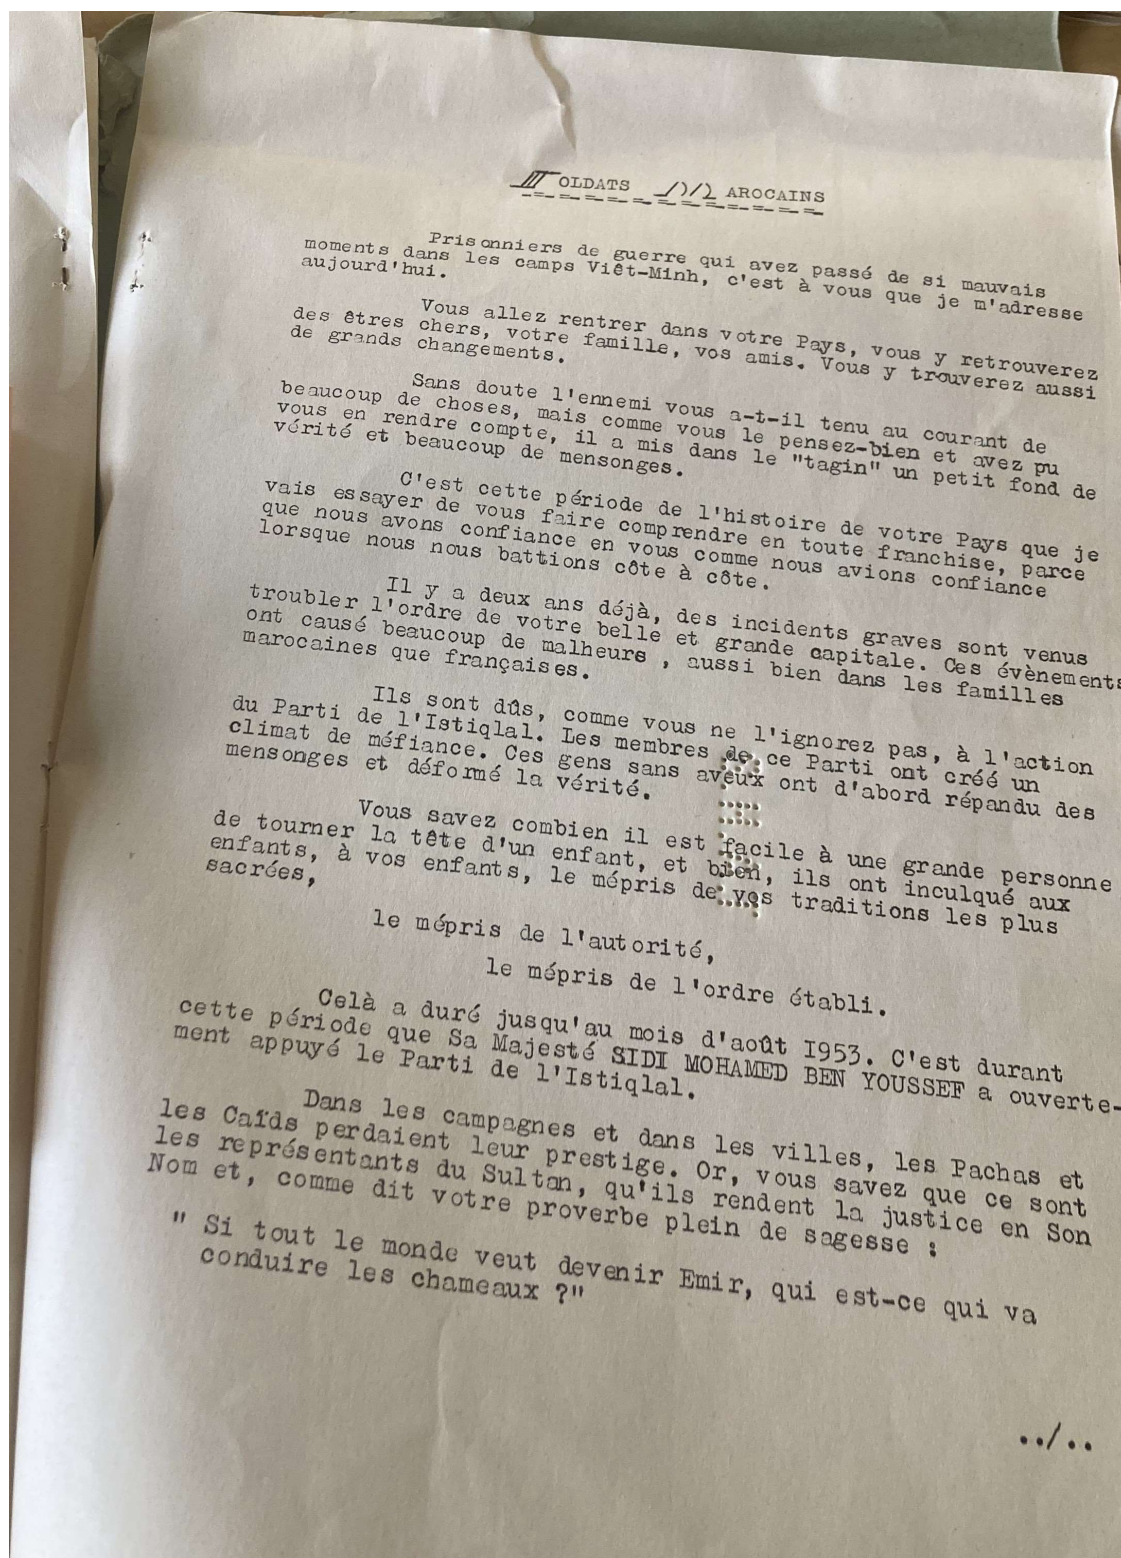 SOLDATS MAROCAINS
Prisonniers de guerre qui avez passé de si mauvais
moments dans les camps Viêt-Minh, c'est à vous que je m'adresse
aujourd'hui.
Vous allez rentrer dans votre Pays, vous y retrouverez
des êtres chers, votre famille, vos amis. Vous y trouverez aussi
de grands changements.
Sans doute l'ennemi vous a-t-il tenu au courant de
beaucoup de choses, mais comme vous le pensez-bien et avez pu
vous en rendre compte, il a mis dans le "tagin" un petit fond de
vérité et beaucoup de mensonges.
C'est cette période de l'histoire de votre Pays que je
vais essayer de vous faire comprendre en toute franchise, parce
que nous avons confiance en vous comme nous avions confiance
lorsque nous nous battions côte à côte.
Il y a deux ans déjà, des incidents graves sont venus
troubler l'ordre de votre belle et grande capitale. Ces évènements
ont causé beaucoup de malheurs , aussi bien dans les familles
marocaines que françaises.
Ils sont dûs, comme vous ne l'ignorez pas, à l'action
du Parti de l'Istiqlal. Les membres de ce Parti ont créé un
climat de méfiance. Ces gens sans aveux ont d'abord répandu des
mensonges et déformé la vérité.
Vous savez combien il est facile à une grande personne
de tourner la tête d'un enfant, et bien, ils ont inculqué aux
enfants, à vos enfants, le mépris de vos traditions les plus
sacrées,
le mépris de l'autorité,
le mépris de l'ordre établi.
Celà a duré jusqu'au mois d'août I953. C'est durant
cette période que Sa Majesté SIDI MOHAMED BEN YOUSSEF a ouverte-
ment appuyé le Parti de l'Istiqlal.
Dans les campagnes et dans les villes, les Pachas et
les Caïds perdaient leur prestige. Or, vous savez que ce sont
les représentants du Sultan, qu'ils rendent la justice en Son
Nom et, comme dit votre proverbe plein de sagesse :
" Si tout le monde veut devenir Emir, qui est-ce qui va
conduire les chameaux ?"
../..